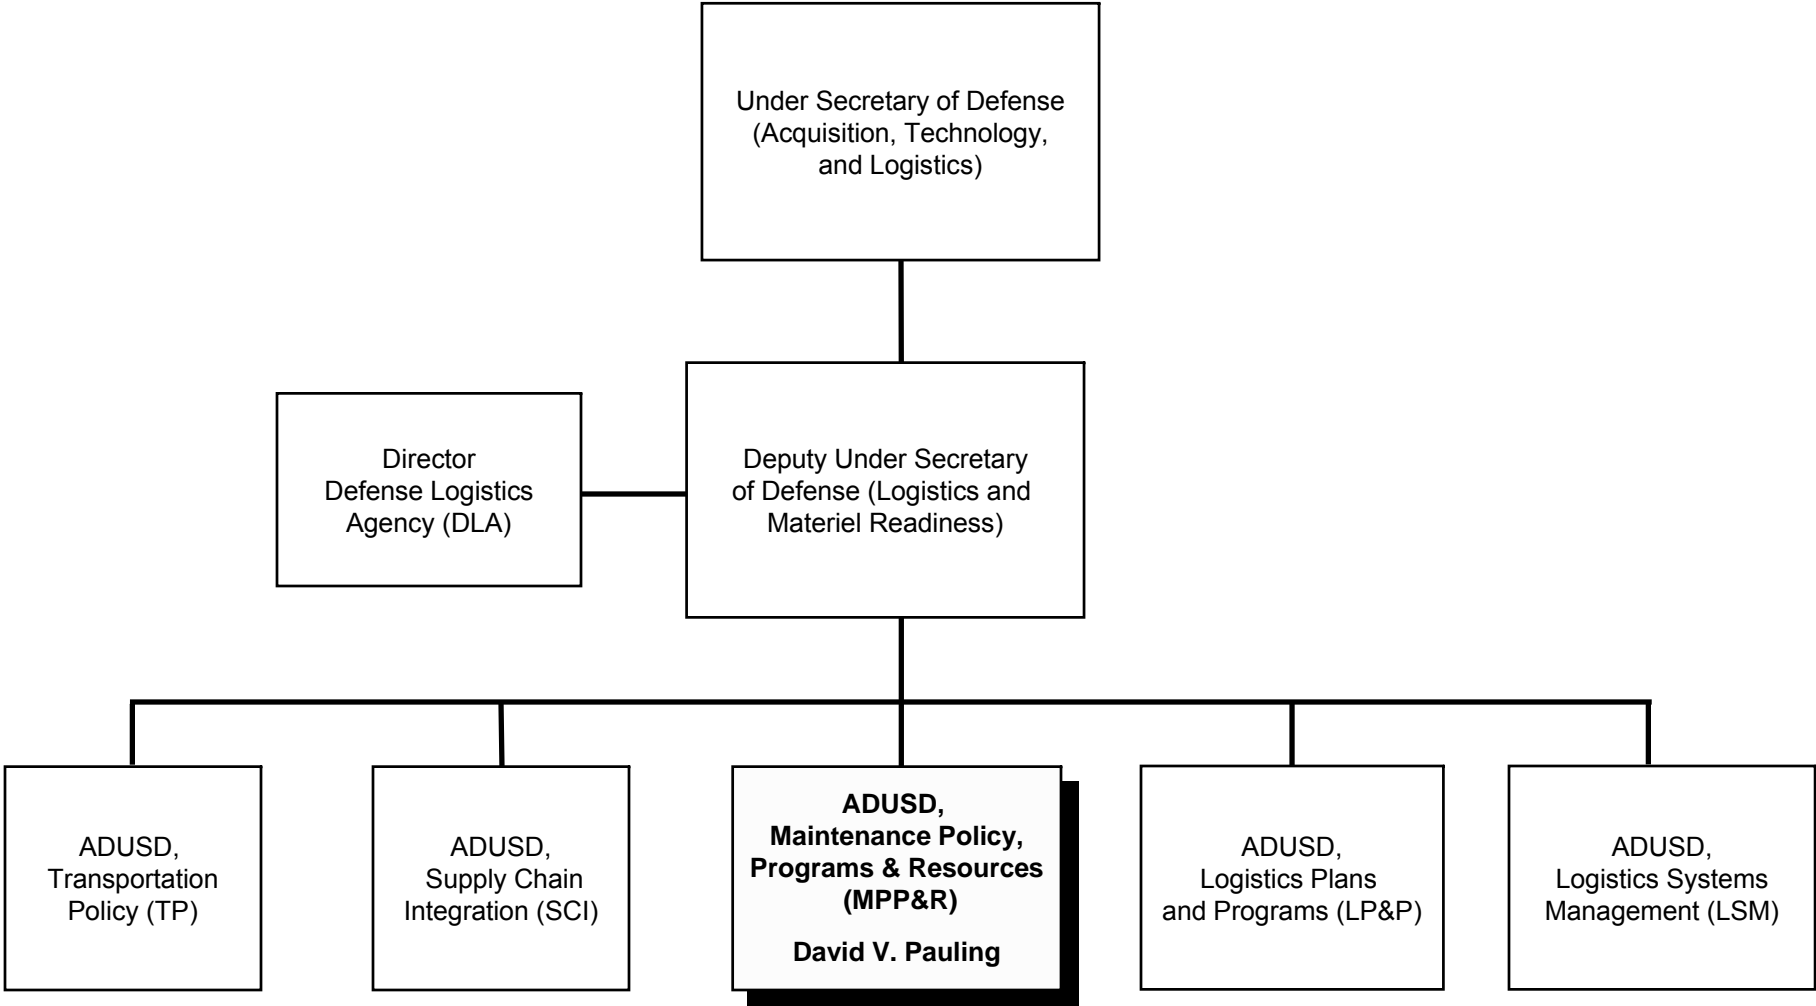 Under Secretary of Defense
(Acquisition, Technology,
and Logistics)
Director
Defense Logistics
Agency (DLA)
Deputy Under Secretary
of Defense (Logistics and
Materiel Readiness)
ADUSD,
Transportation
Policy (TP)
ADUSD,
Supply Chain
Integration (SCI)
ADUSD,
Maintenance Policy,
Programs & Resources
(MPP&R)
David V. Pauling
ADUSD,
Logistics Plans
and Programs (LP&P)
ADUSD,
Logistics Systems
Management (LSM)